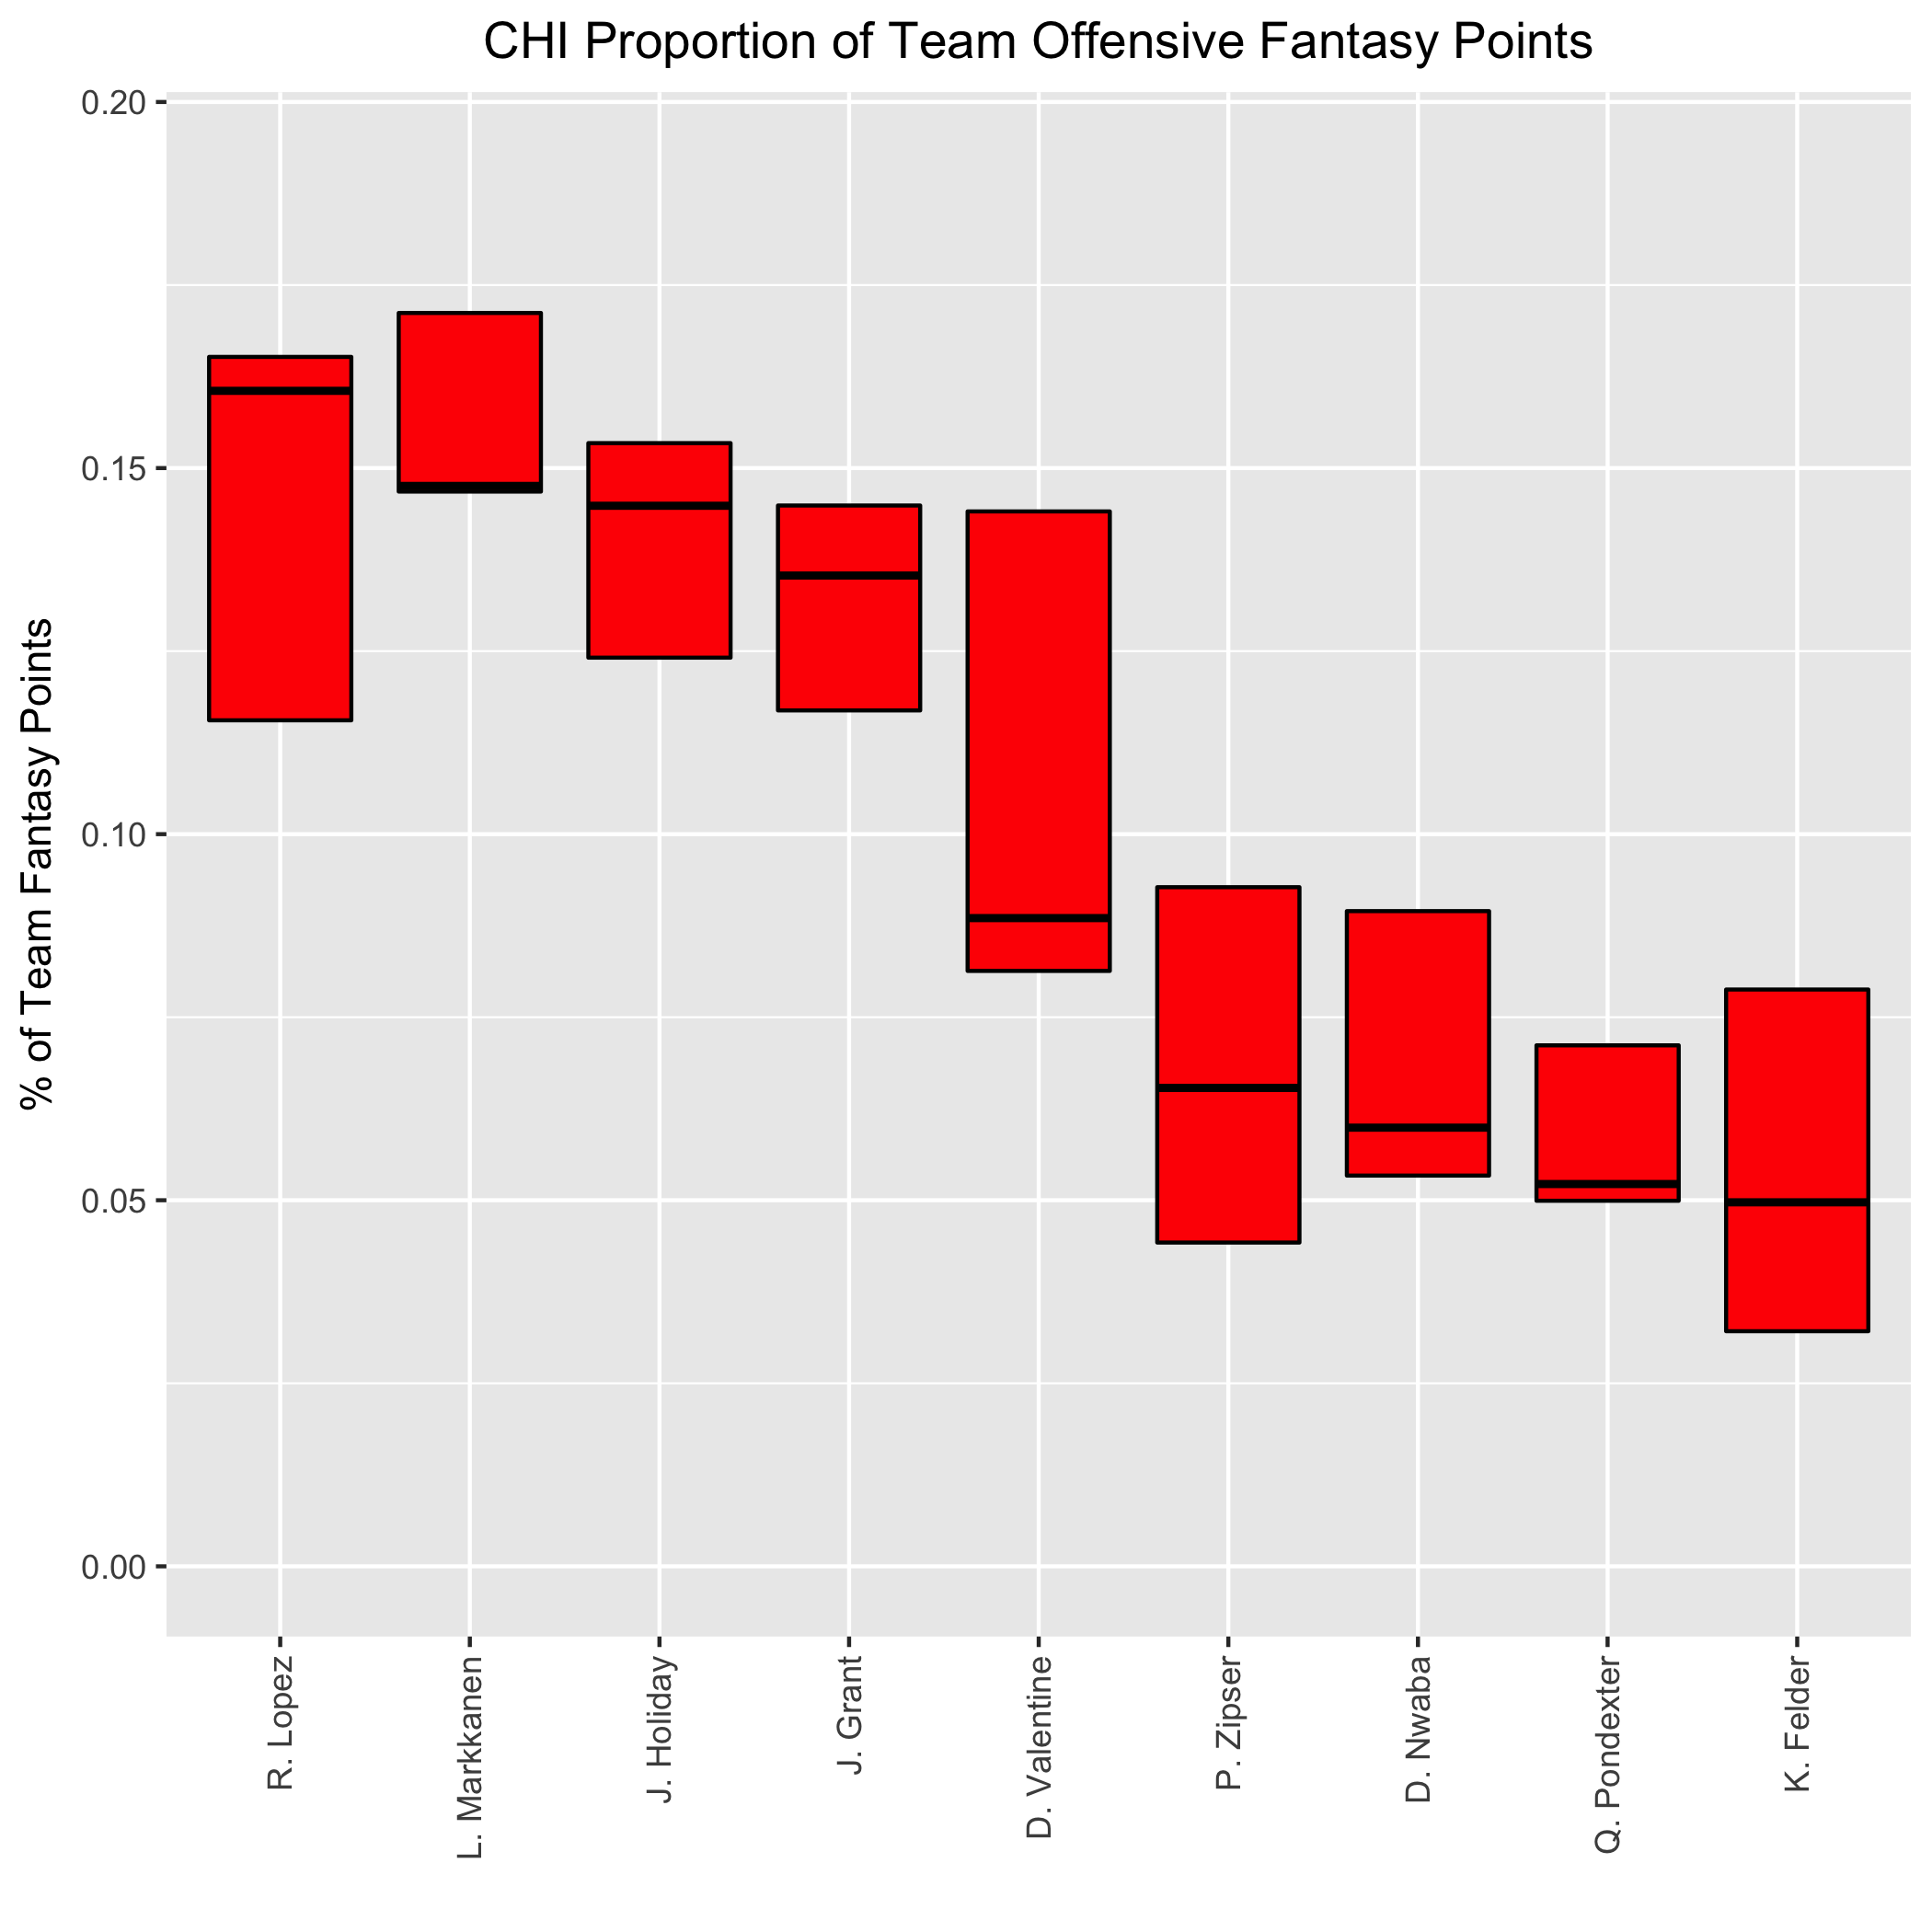 CHI Proportion of Team Offensive Fantasy Points
% of Team Fantasy Points
0.20
0.15
0.10
0.05
0.00
R. Lopez
L. Markkanen
J. Holiday
J. Grant
D. Valentine
P. Zipser
D. Nwaba
Q. Pondexter
K. Felder